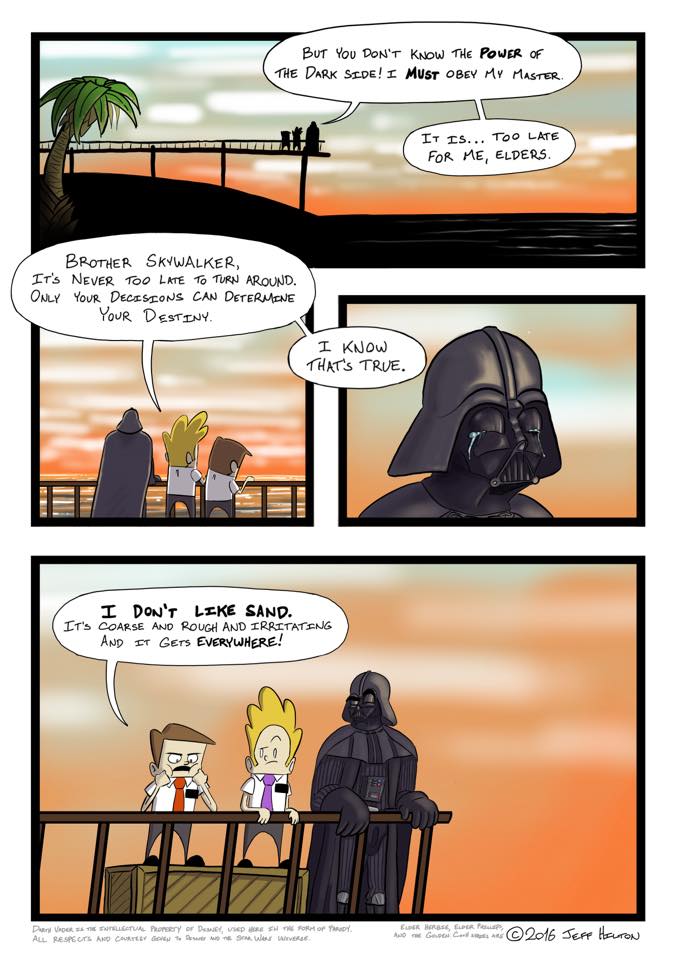 But you don't know the power of
the Dark side! I must obey my master.
It is... too late
for me, Elders.
Brother Skywalker,
it's never too late to turn around.
Only your decisions can determine
your destiny.
I know
that's true.
I don't like sand.
It's coarse and rough and irritating
and it gets everywhere!
Darth Vader is the intellectual property of Disney, used here in the form of parody.
All respects and courtesy given to Disney and the Star Wars universe.
Elder Herbie, Elder Phillips,
and the Golden Cloth Angel are
©2016 Jeff Hilton